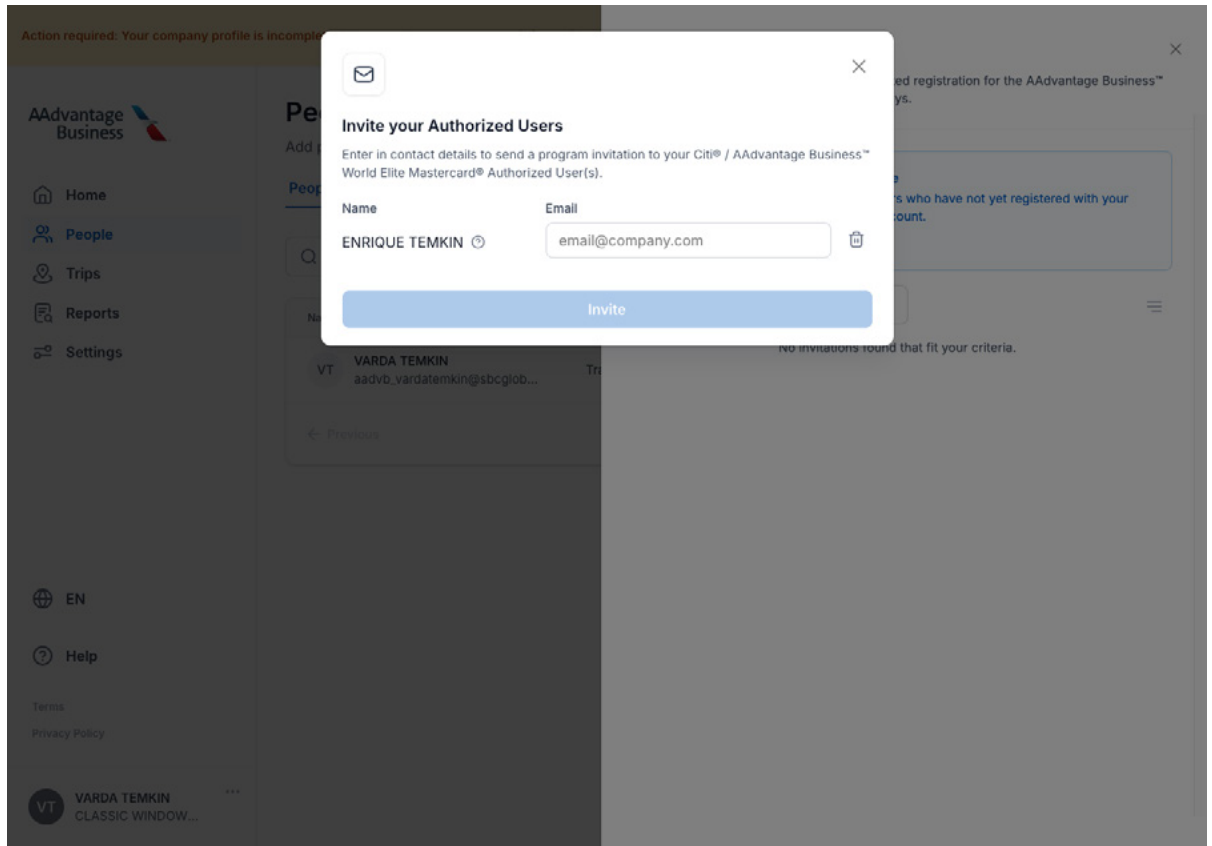 Action required: Your company profile is incomple
AAdvantage
Business
Home
People
Trips
Reports
Settings
EN
Help
Terms
Privacy Policy
VT
VARDA TEMKIN
CLASSIC WINDOW...
...
Pe
Add p
Peop
Na
VT
VARDA TEMKIN
aadvb_vardatemkin@sbcglob...
Tra
← Previous
Invite your Authorized Users
Enter in contact details to send a program invitation to your Citi® / AAdvantage Business™
World Elite Mastercard® Authorized User(s).
Name
Email
ENRIQUE TEMKIN
email@company.com
Invite
ed registration for the AAdvantage Business™
ys.
s who have not yet registered with your
ount.
No invitations found that fit your criteria.